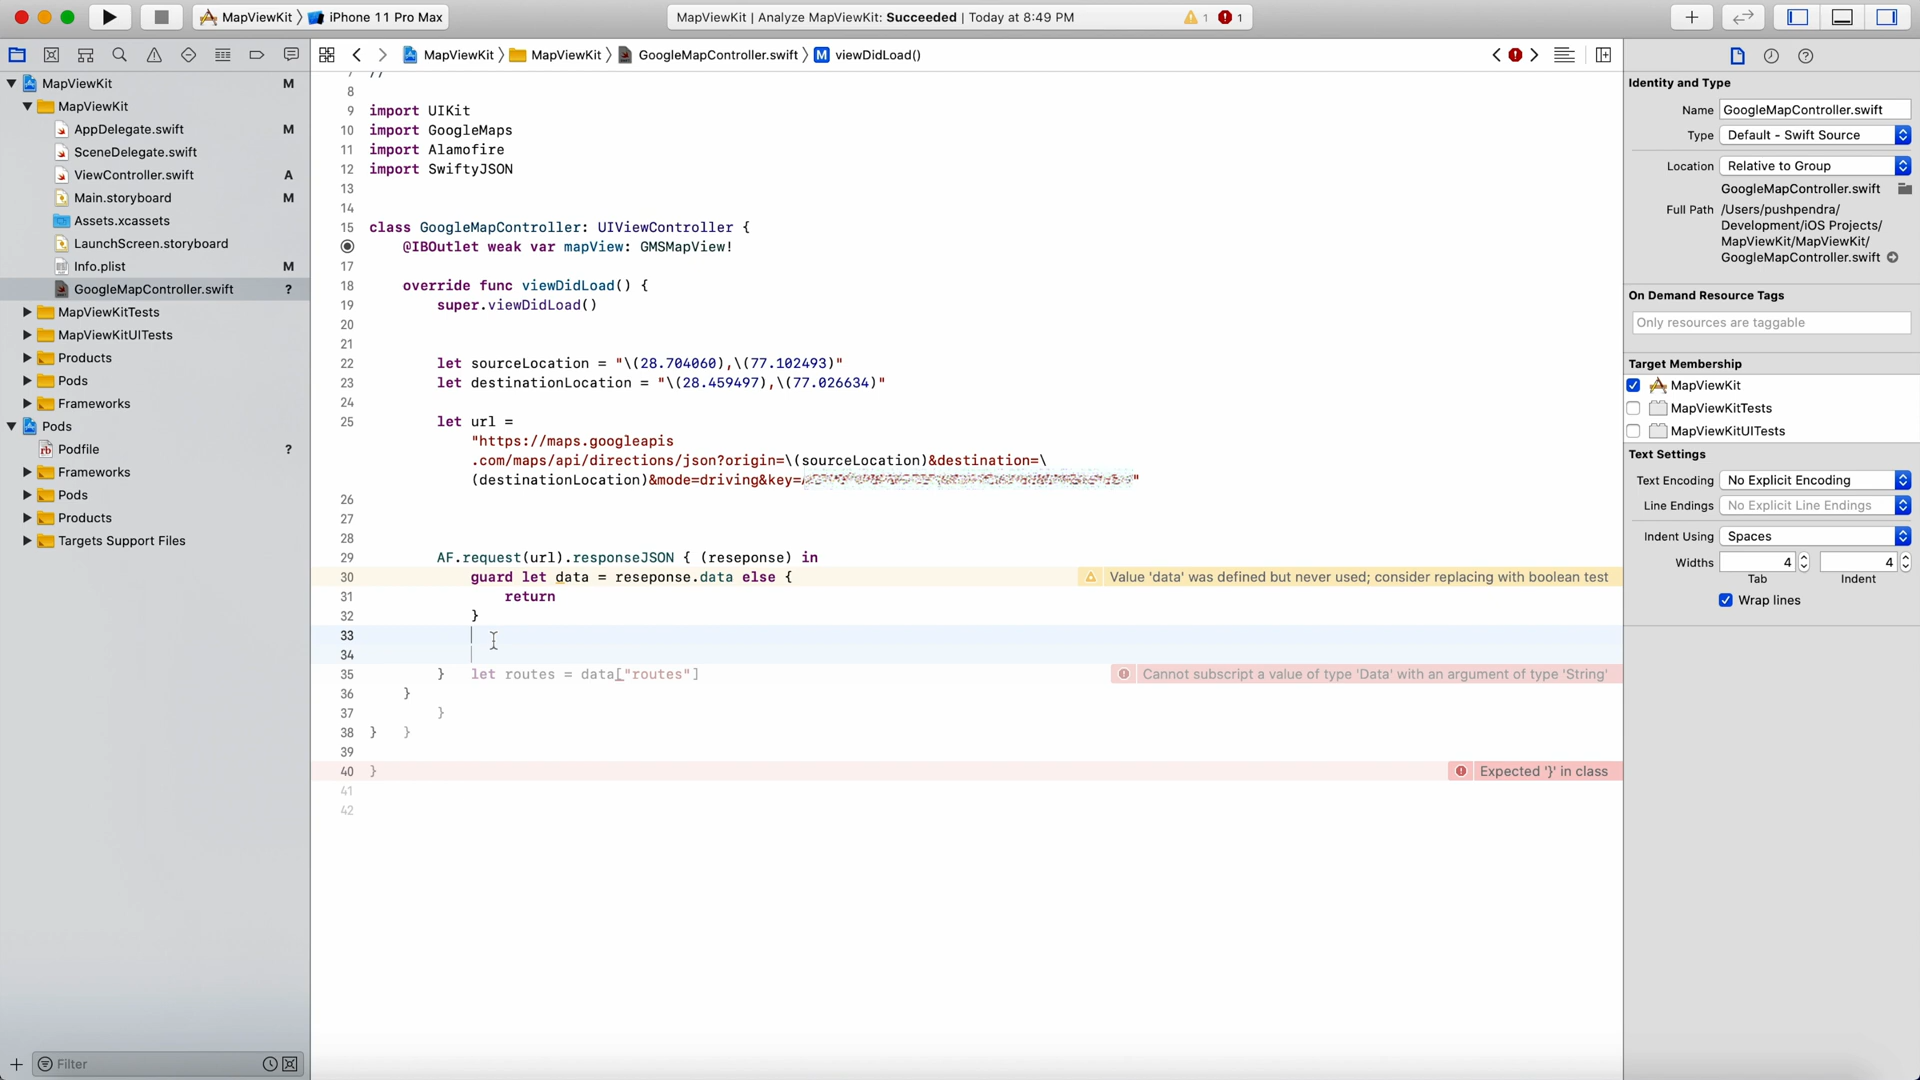 MapViewKit 〉 iPhone 11 Pro Max
MapViewKit | Analyze MapViewKit: Succeeded | Today at 8:49 PM
1
1
MapViewKit 〉 MapViewKit 〉 GoogleMapController.swift 〉 M viewDidLoad()
MapViewKit M
MapViewKit
AppDelegate.swift M
SceneDelegate.swift
ViewController.swift A
Main.storyboard M
Assets.xcassets
LaunchScreen.storyboard
Info.plist M
GoogleMapController.swift ?
MapViewKitTests
MapViewKitUITests
Products
Pods
Frameworks
Pods
Podfile ?
Frameworks
Pods
Products
Targets Support Files
Filter
7 //
8
9 import UIKit
10 import GoogleMaps
11 import Alamofire
12 import SwiftyJSON
13
14
15 class GoogleMapController: UIViewController {
@IBOutlet weak var mapView: GMSMapView!
17
18 override func viewDidLoad() {
19 super.viewDidLoad()
20
21
22 let sourceLocation = "\(28.704060),\(77.102493)"
23 let destinationLocation = "\(28.459497),\(77.026634)"
24
25 let url =
"https://maps.googleapis
.com/maps/api/directions/json?origin=\(sourceLocation)&destination=\
(destinationLocation)&mode=driving&key= "
26
27
28
29 AF.request(url).responseJSON { (reseponse) in
30 guard let data = reseponse.data else { Value 'data' was defined but never used; consider replacing with boolean test
31 return
32 }
33
34
35 } let routes = data["routes"] Cannot subscript a value of type 'Data' with an argument of type 'String'
36 }
37 }
38 } }
39
40 } Expected '}' in class
41
42
Identity and Type
Name GoogleMapController.swift
Type Default - Swift Source
Location Relative to Group
GoogleMapController.swift
Full Path /Users/pushpendra/
Development/iOS Projects/
MapViewKit/MapViewKit/
GoogleMapController.swift
On Demand Resource Tags
Only resources are taggable
Target Membership
MapViewKit
MapViewKitTests
MapViewKitUITests
Text Settings
Text Encoding No Explicit Encoding
Line Endings No Explicit Line Endings
Indent Using Spaces
Widths 4 4
Tab Indent
Wrap lines